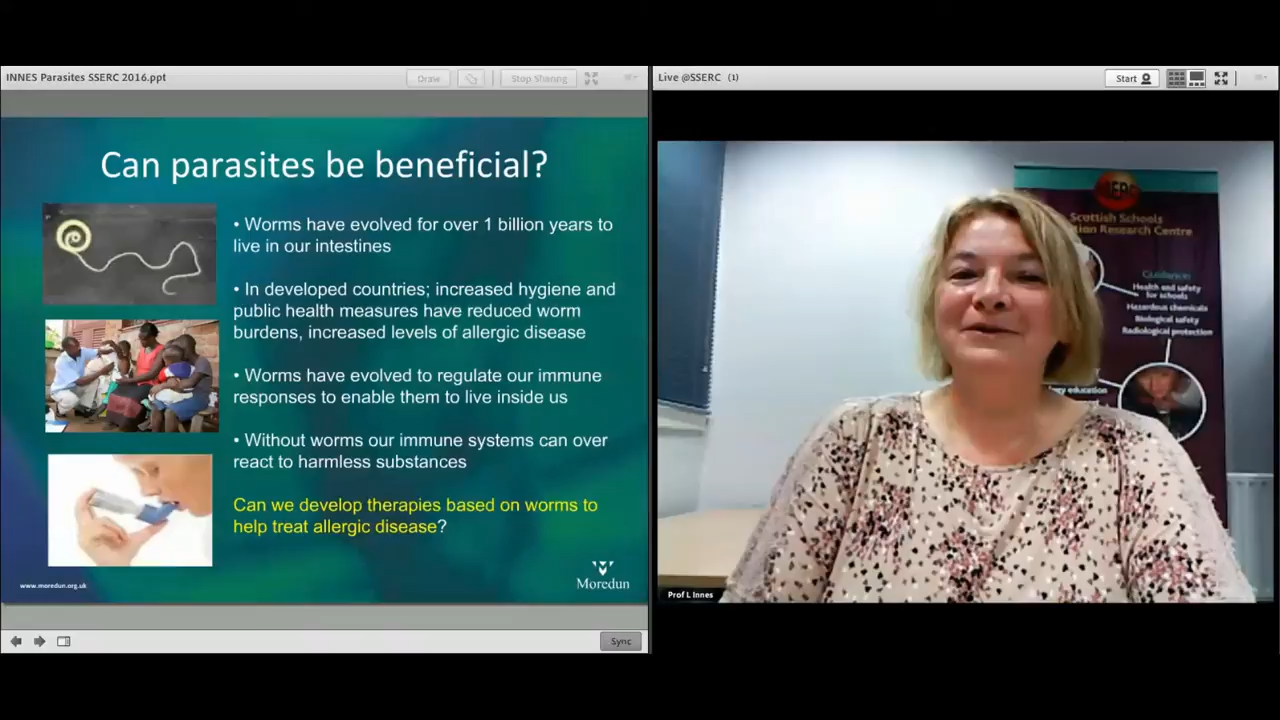 INNES Parasites SSERC 2016.ppt
Draw
Stop Sharing
Can parasites be beneficial?
• Worms have evolved for over 1 billion years to
live in our intestines
• In developed countries; increased hygiene and
public health measures have reduced worm
burdens, increased levels of allergic disease
• Worms have evolved to regulate our immune
responses to enable them to live inside us
• Without worms our immune systems can over
react to harmless substances
Can we develop therapies based on worms to
help treat allergic disease?
www.moredun.org.uk
Moredun
Sync
Live @SSERC (1)
Start
Scottish Schools
Research Centre
Guidance:
Health and safety
for schools
Hazardous chemicals
Biological safety
Radiological protection
education
Prof L Innes